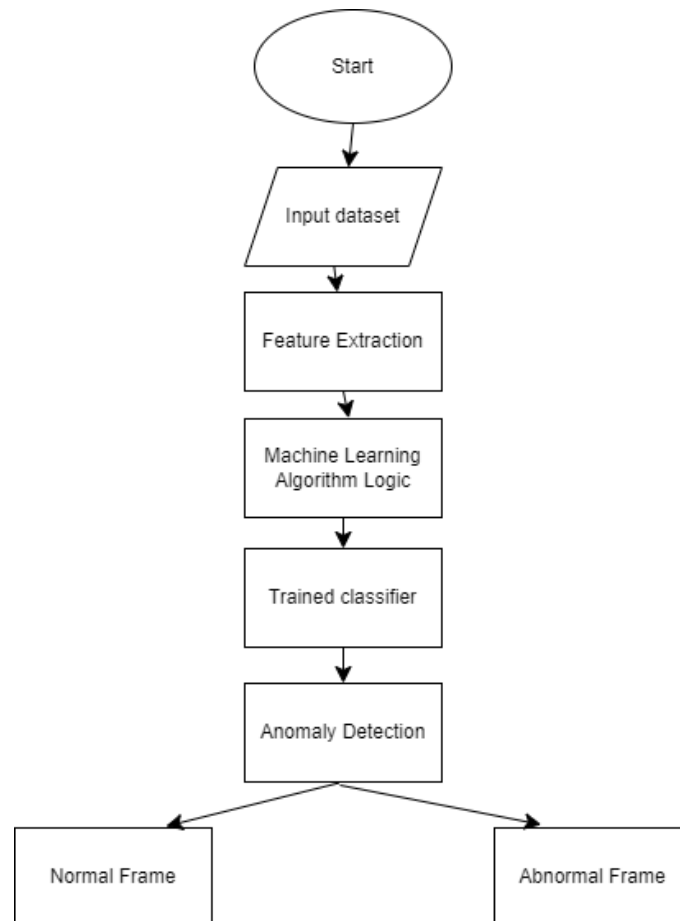 Start
Input dataset
Feature Extraction
Machine Learning
Algorithm Logic
Trained classifier
Anomaly Detection
Normal Frame
Abnormal Frame